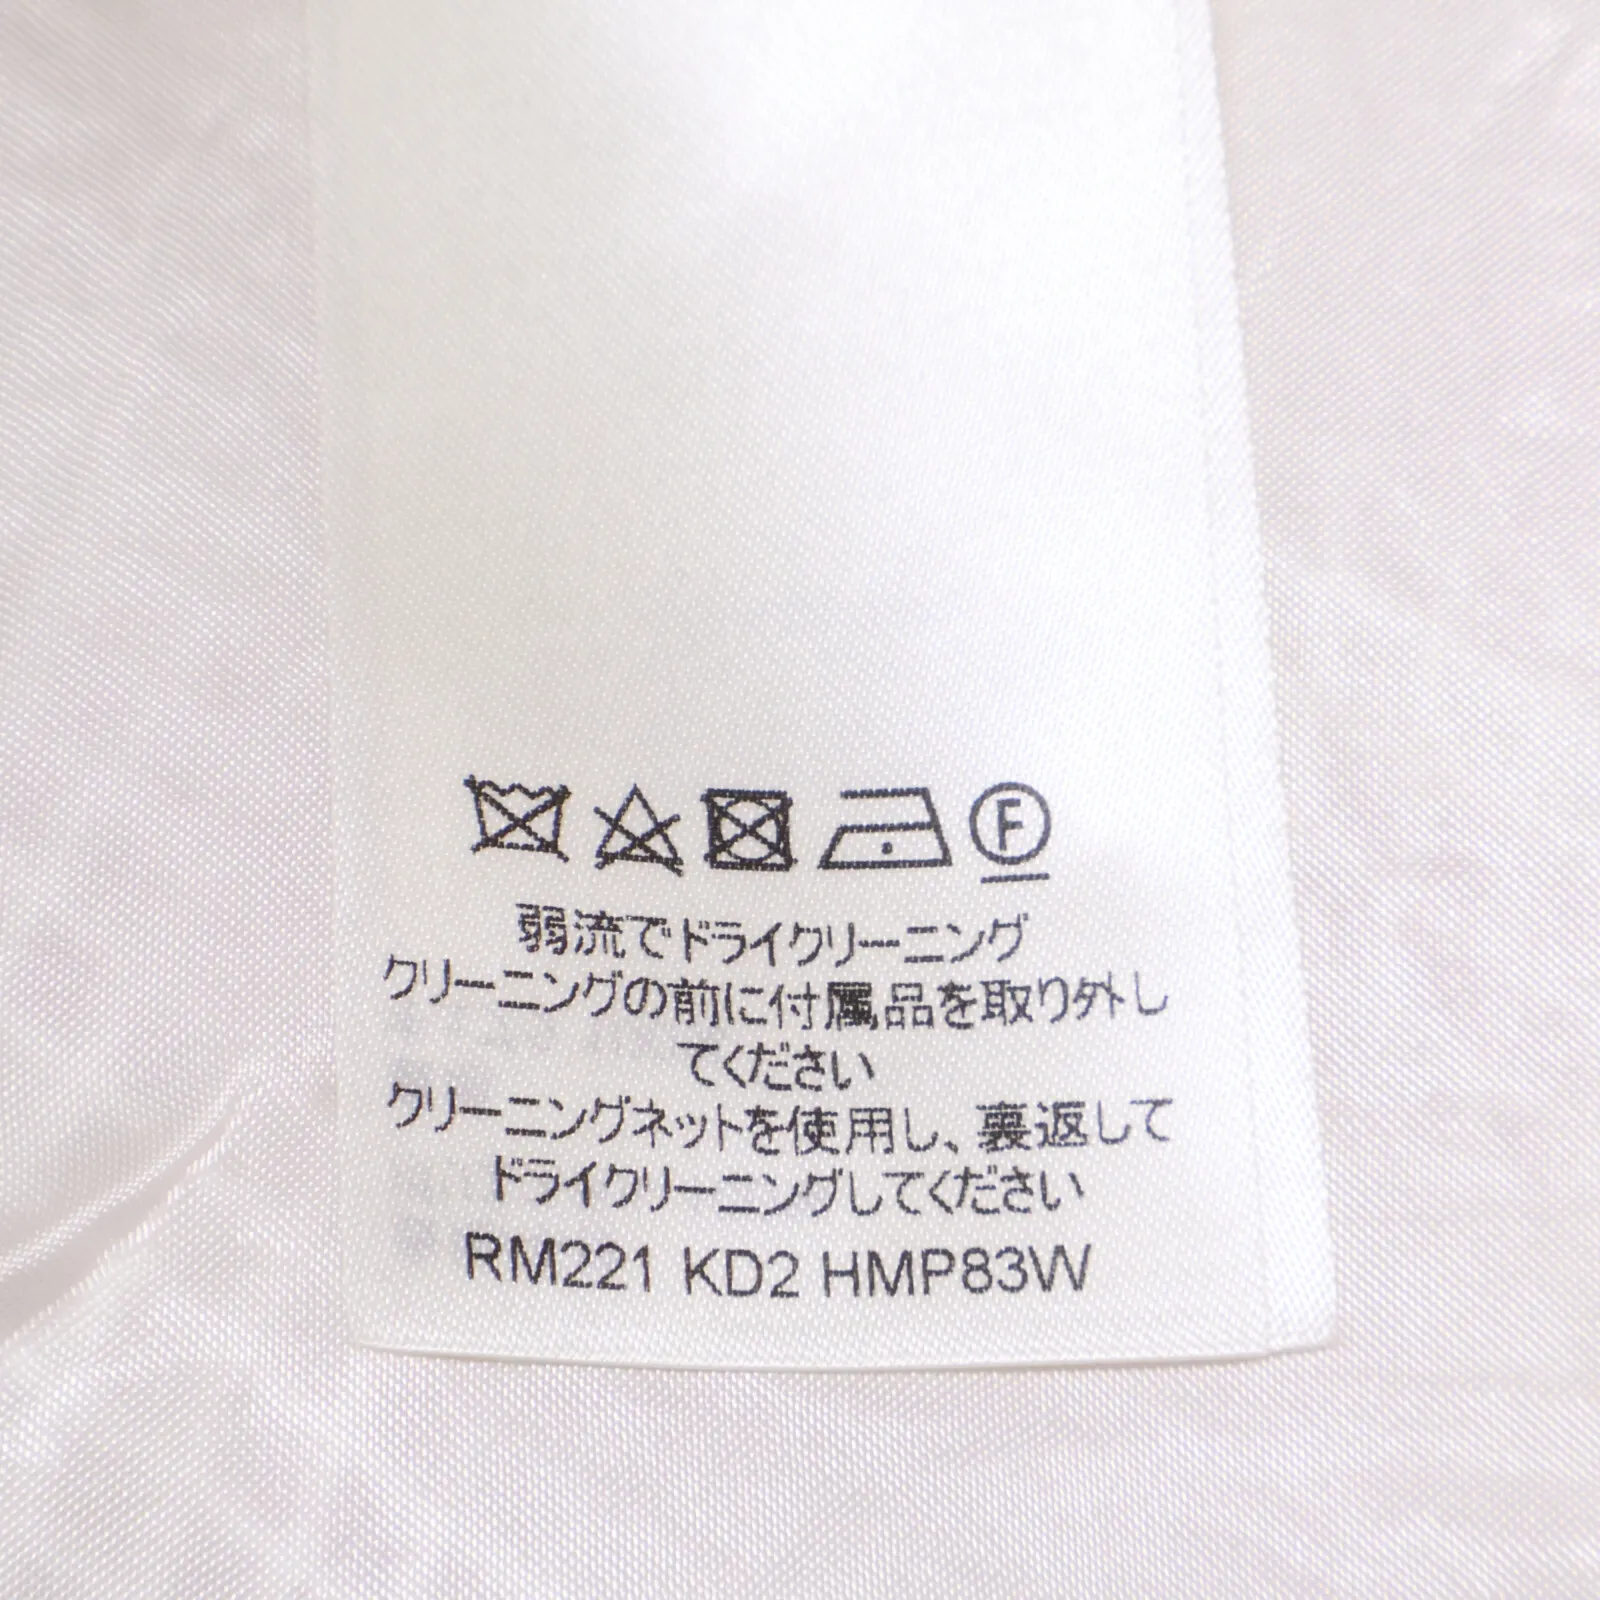 F
弱流でドライクリーニング
クリーニングの前に付属品を取り外し
てください
クリーニングネットを使用し、裏返して
ドライクリーニングしてください
RM221 KD2 HMP83W